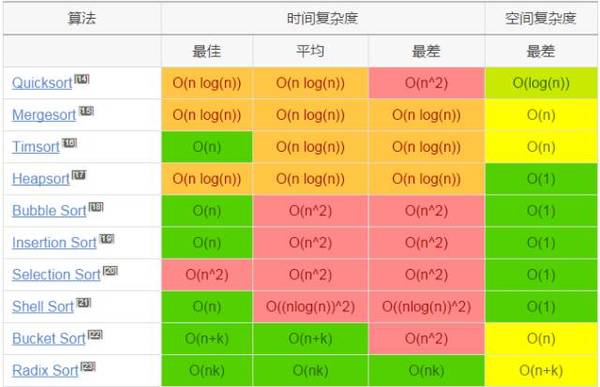 算法 时间复杂度 空间复杂度
最佳 平均 最差 最差
Quicksort[14] O(n log(n)) O(n log(n)) O(n^2) O(log(n))
Mergesort[15] O(n log(n)) O(n log(n)) O(n log(n)) O(n)
Timsort[16] O(n) O(n log(n)) O(n log(n)) O(n)
Heapsort[17] O(n log(n)) O(n log(n)) O(n log(n)) O(1)
Bubble Sort[18] O(n) O(n^2) O(n^2) O(1)
Insertion Sort[19] O(n) O(n^2) O(n^2) O(1)
Selection Sort[20] O(n^2) O(n^2) O(n^2) O(1)
Shell Sort[21] O(n) O((nlog(n))^2) O((nlog(n))^2) O(1)
Bucket Sort[22] O(n+k) O(n+k) O(n^2) O(n)
Radix Sort[23] O(nk) O(nk) O(nk) O(n+k)